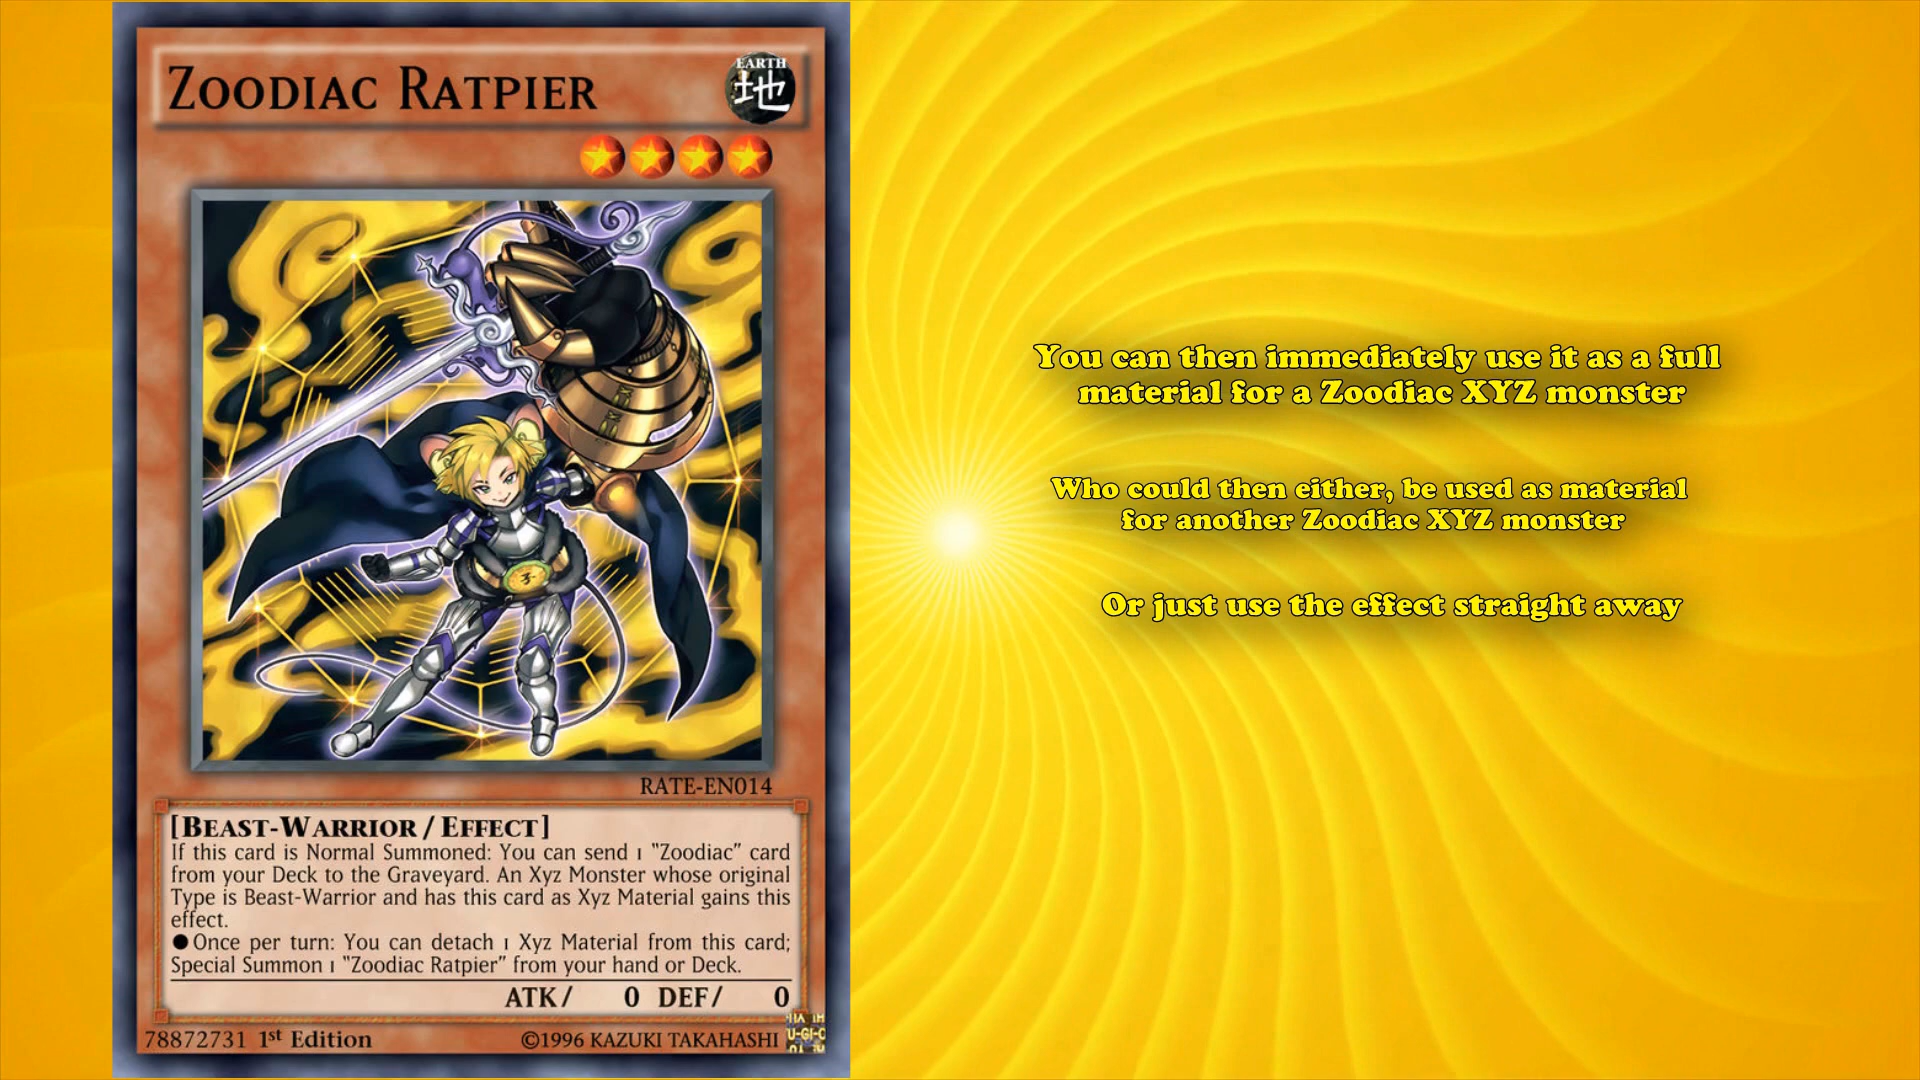 ZOODIAC RATPIER
EARTH
地
子
RATE-EN014
[BEAST-WARRIOR / EFFECT]
If this card is Normal Summoned: You can send 1 "Zoodiac" card
from your Deck to the Graveyard. An Xyz Monster whose original
Type is Beast-Warrior and has this card as Xyz Material gains this
effect.
●Once per turn: You can detach 1 Xyz Material from this card;
Special Summon 1 "Zoodiac Ratpier" from your hand or Deck.
ATK/ 0 DEF/ 0
78872731 1st Edition ©1996 KAZUKI TAKAHASHI
You can then immediately use it as a full
material for a Zoodiac XYZ monster
Who could then either, be used as material
for another Zoodiac XYZ monster
Or just use the effect straight away